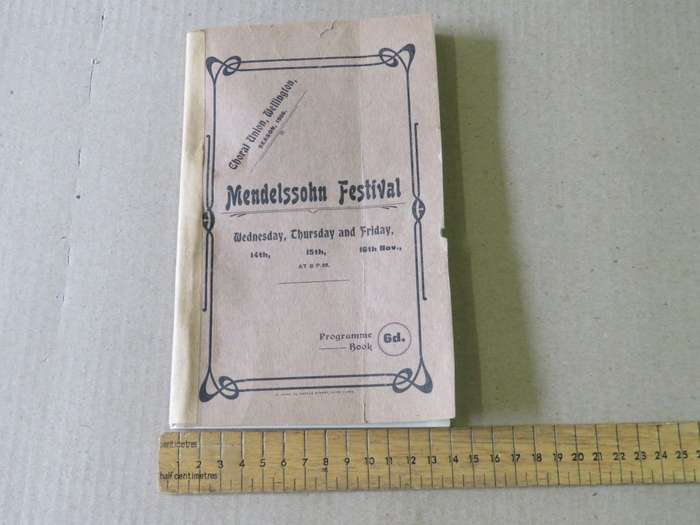 Choral Union, Wellington,
SEASON, 1906.
Mendelssohn Festival
Wednesday, Thursday and Friday,
14th, 15th, 16th Nov.,
AT 8 P.M.
Programme
Book
6d.
centimetres
2 3 4 5 6 7 8 9 10 11 12 13 14 15 16 17 18 19 20 21 22 23 24 25
half centimetres